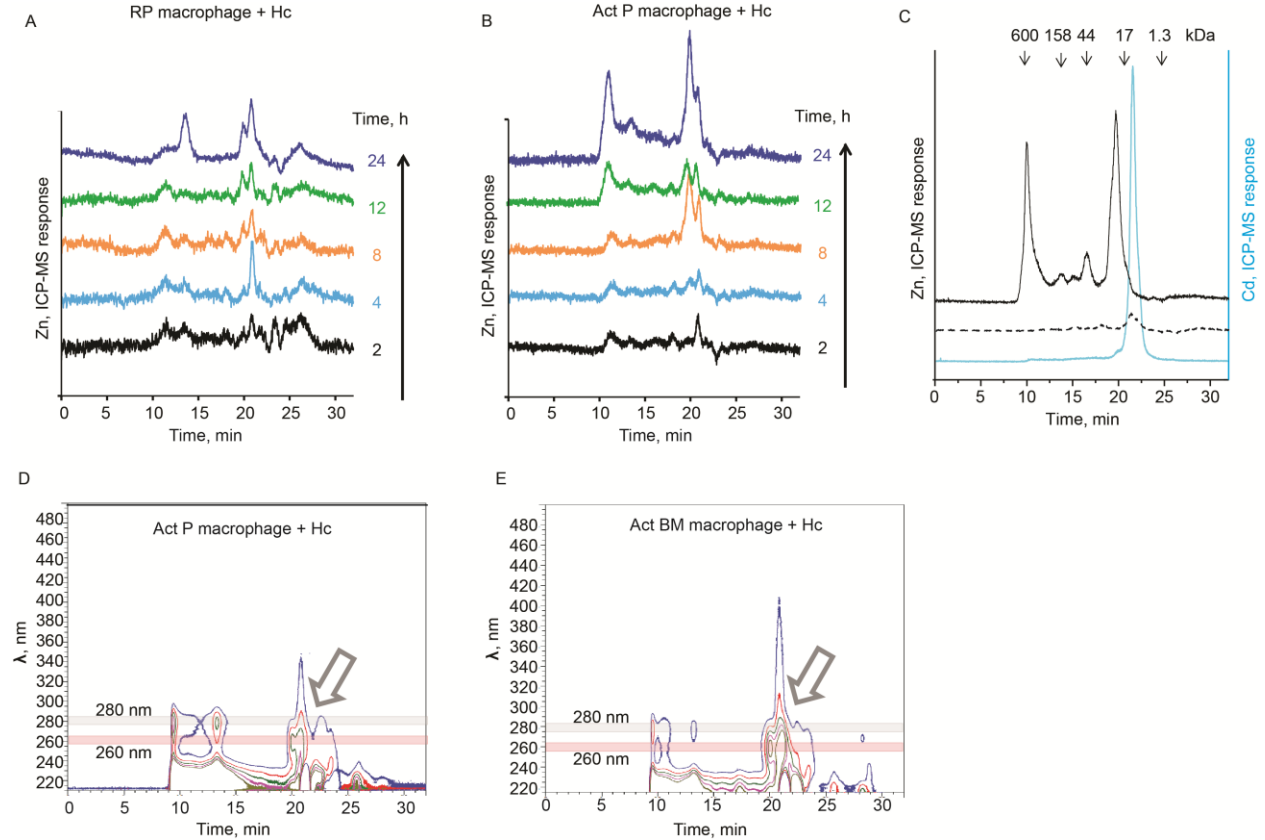 A
RP macrophage + Hc
Zn, ICP-MS response
Time, h
24
12
8
4
2
0 5 10 15 20 25 30
Time, min
B
Act P macrophage + Hc
Zn, ICP-MS response
Time, h
24
12
8
4
2
0 5 10 15 20 25 30
Time, min
C
600 158 44 17 1.3 kDa
Zn, ICP-MS response
Cd, ICP-MS response
0 5 10 15 20 25 30
Time, min
D
Act P macrophage + Hc
λ, nm
480
460
440
420
400
380
360
340
320
300
280
260
240
220
280 nm
260 nm
0 5 10 15 20 25 30
Time, min
E
Act BM macrophage + Hc
λ, nm
480
460
440
420
400
380
360
340
320
300
280
260
240
220
280 nm
260 nm
0 5 10 15 20 25 30
Time, min